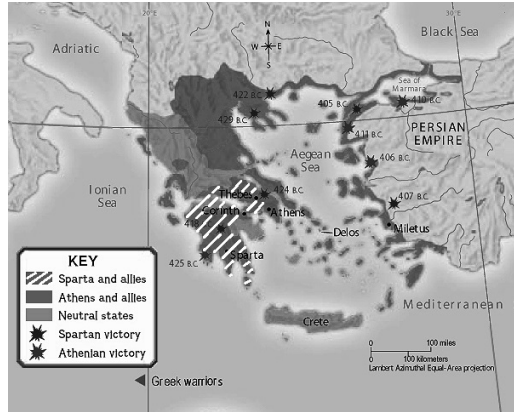 20°E
30°E
Black Sea
Adriatic
N
W E
S
Sea of
Marmara
422 B.C.
405 B.C.
410 B.C.
429 B.C.
411 B.C.
PERSIAN
EMPIRE
Aegean
Sea
406 B.C.
Ionian
Sea
Thebes
424 B.C.
407 B.C.
Corinth
Athens
Delos
Miletus
Sparta
425 B.C.
KEY
Sparta and allies
Athens and allies
Neutral states
Spartan victory
Athenian victory
Mediterranean
Crete
0 100 miles
0 100 kilometers
Lambert Azimuthal Equal-Area projection
Greek warriors